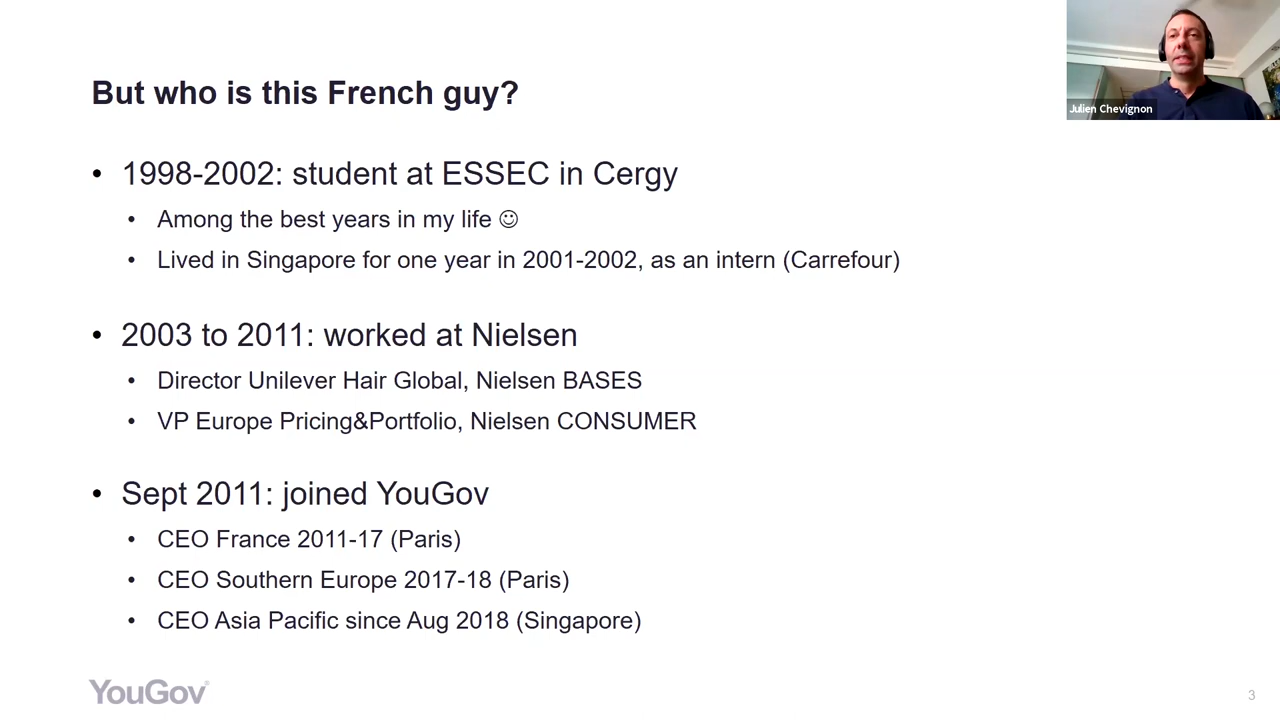 But who is this French guy?
Julien Chevignon
• 1998-2002: student at ESSEC in Cergy
• Among the best years in my life ☺
• Lived in Singapore for one year in 2001-2002, as an intern (Carrefour)
• 2003 to 2011: worked at Nielsen
• Director Unilever Hair Global, Nielsen BASES
• VP Europe Pricing&Portfolio, Nielsen CONSUMER
• Sept 2011: joined YouGov
• CEO France 2011-17 (Paris)
• CEO Southern Europe 2017-18 (Paris)
• CEO Asia Pacific since Aug 2018 (Singapore)
YouGov®
3